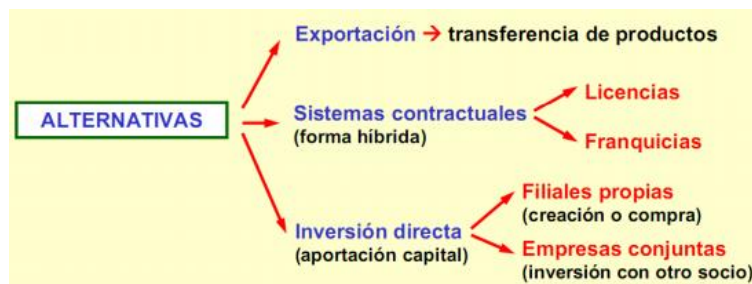 Exportación → transferencia de productos
ALTERNATIVAS
Sistemas contractuales
(forma híbrida)
Licencias
Franquicias
Inversión directa
(aportación capital)
Filiales propias
(creación o compra)
Empresas conjuntas
(inversión con otro socio)